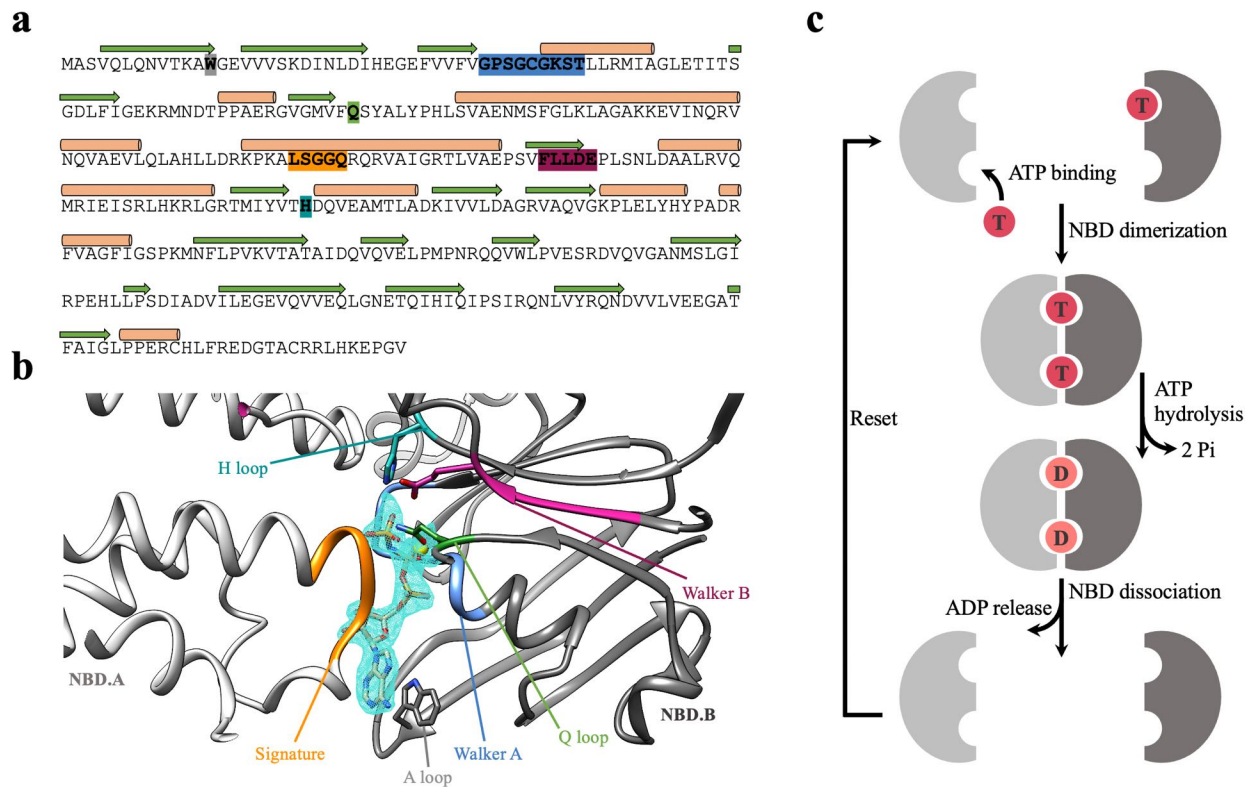 a
MASVQLQNVTKAWGEVVVSKDINLDIHEGEFVVFVGPSGCGKSTLLRMIAGLETITS
GDLFIGEKRMNDTPPAERGVGMVFQSYALYPHLSVAENMSFGLKLAGAKKEVINQRV
NQVAEVLQLAHLLDRKPKALSGGQRQRVAIGRTLVAEPSVFLLDEPLSNLDAALRVQ
MRIEISRLHKRLGRTMIYVTHDQVEAMTLADKIVVLDAGRVAQVGKPLELYHYPADR
FVAGFIGSPKMNFLPVKVTATAIDQVQVELPMPNRQQVWLPVESRDVQVGANMSLGI
RPEHLLPSDIADVILEGEVQVVEQLGNETQIHIQIPSIRQNLVYRQNDVVLVEEGAT
FAIGLPPERCHLFREDGTACRRLHKEPGV
b
H loop
Walker B
NBD.A
NBD.B
Signature
A loop
Walker A
Q loop
c
T
ATP binding
T
NBD dimerization
T
T
ATP
hydrolysis
2 Pi
Reset
D
D
NBD dissociation
ADP release